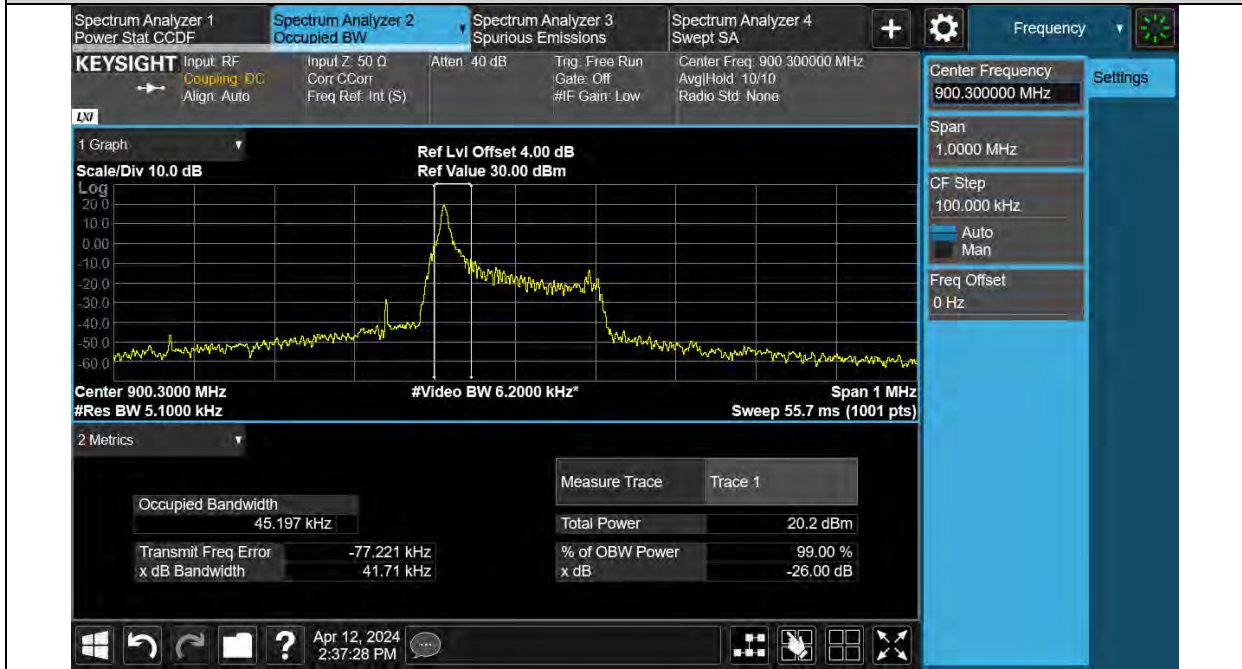 Spectrum Analyzer 1
Power Stat CCDF
Spectrum Analyzer 2
Occupied BW
Spectrum Analyzer 3
Spurious Emissions
Spectrum Analyzer 4
Swept SA
+
Frequency
KEYSIGHT
Input: RF
Coupling: DC
Align: Auto
Input Z: 50 Ω
Corr CCorr
Freq Ref: Int (S)
Atten: 40 dB
Trig: Free Run
Gate: Off
#IF Gain: Low
Center Freq: 900.300000 MHz
Avg|Hold: 10/10
Radio Std: None
LXI
Center Frequency
900.300000 MHz
Settings
Span
1.0000 MHz
CF Step
100.000 kHz
Auto
Man
Freq Offset
0 Hz
1 Graph
Scale/Div 10.0 dB
Ref Lvl Offset 4.00 dB
Ref Value 30.00 dBm
Log
20.0
10.0
0.00
-10.0
-20.0
-30.0
-40.0
-50.0
-60.0
Center 900.3000 MHz
#Video BW 6.2000 kHz*
Span 1 MHz
#Res BW 5.1000 kHz
Sweep 55.7 ms (1001 pts)
2 Metrics
Measure Trace
Trace 1
Occupied Bandwidth
45.197 kHz
Total Power
20.2 dBm
Transmit Freq Error
-77.221 kHz
% of OBW Power
99.00 %
x dB Bandwidth
41.71 kHz
x dB
-26.00 dB
?
Apr 12, 2024
2:37:28 PM